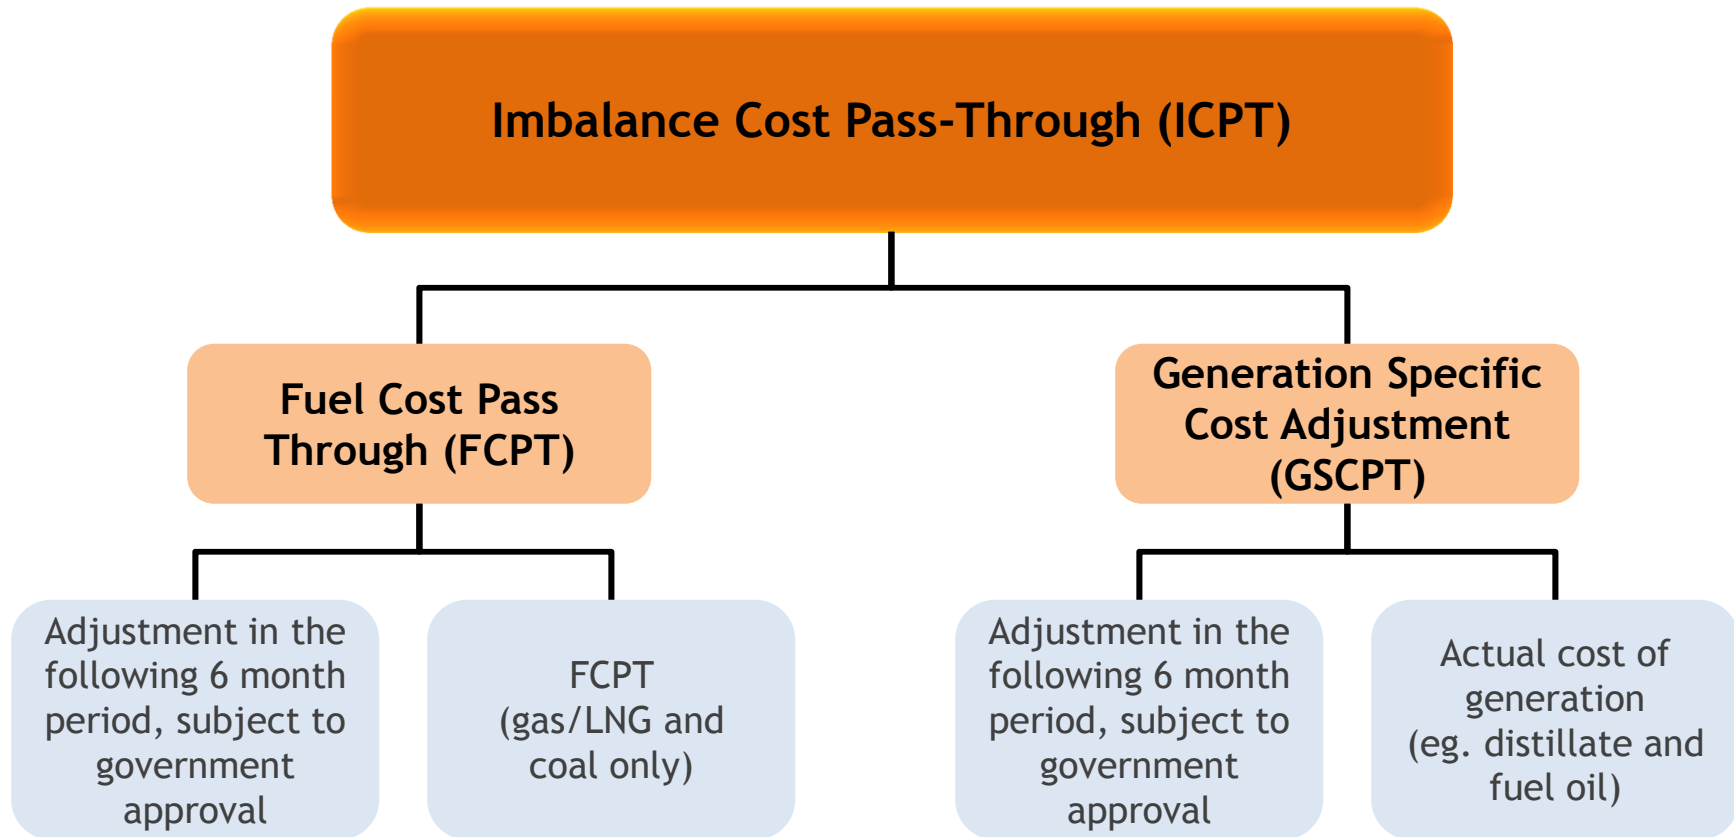 Imbalance Cost Pass-Through (ICPT)
Fuel Cost Pass
Through (FCPT)
Generation Specific
Cost Adjustment
(GSCPT)
Adjustment in the
following 6 month
period, subject to
government
approval
FCPT
(gas/LNG and
coal only)
Adjustment in the
following 6 month
period, subject to
government
approval
Actual cost of
generation
(eg. distillate and
fuel oil)